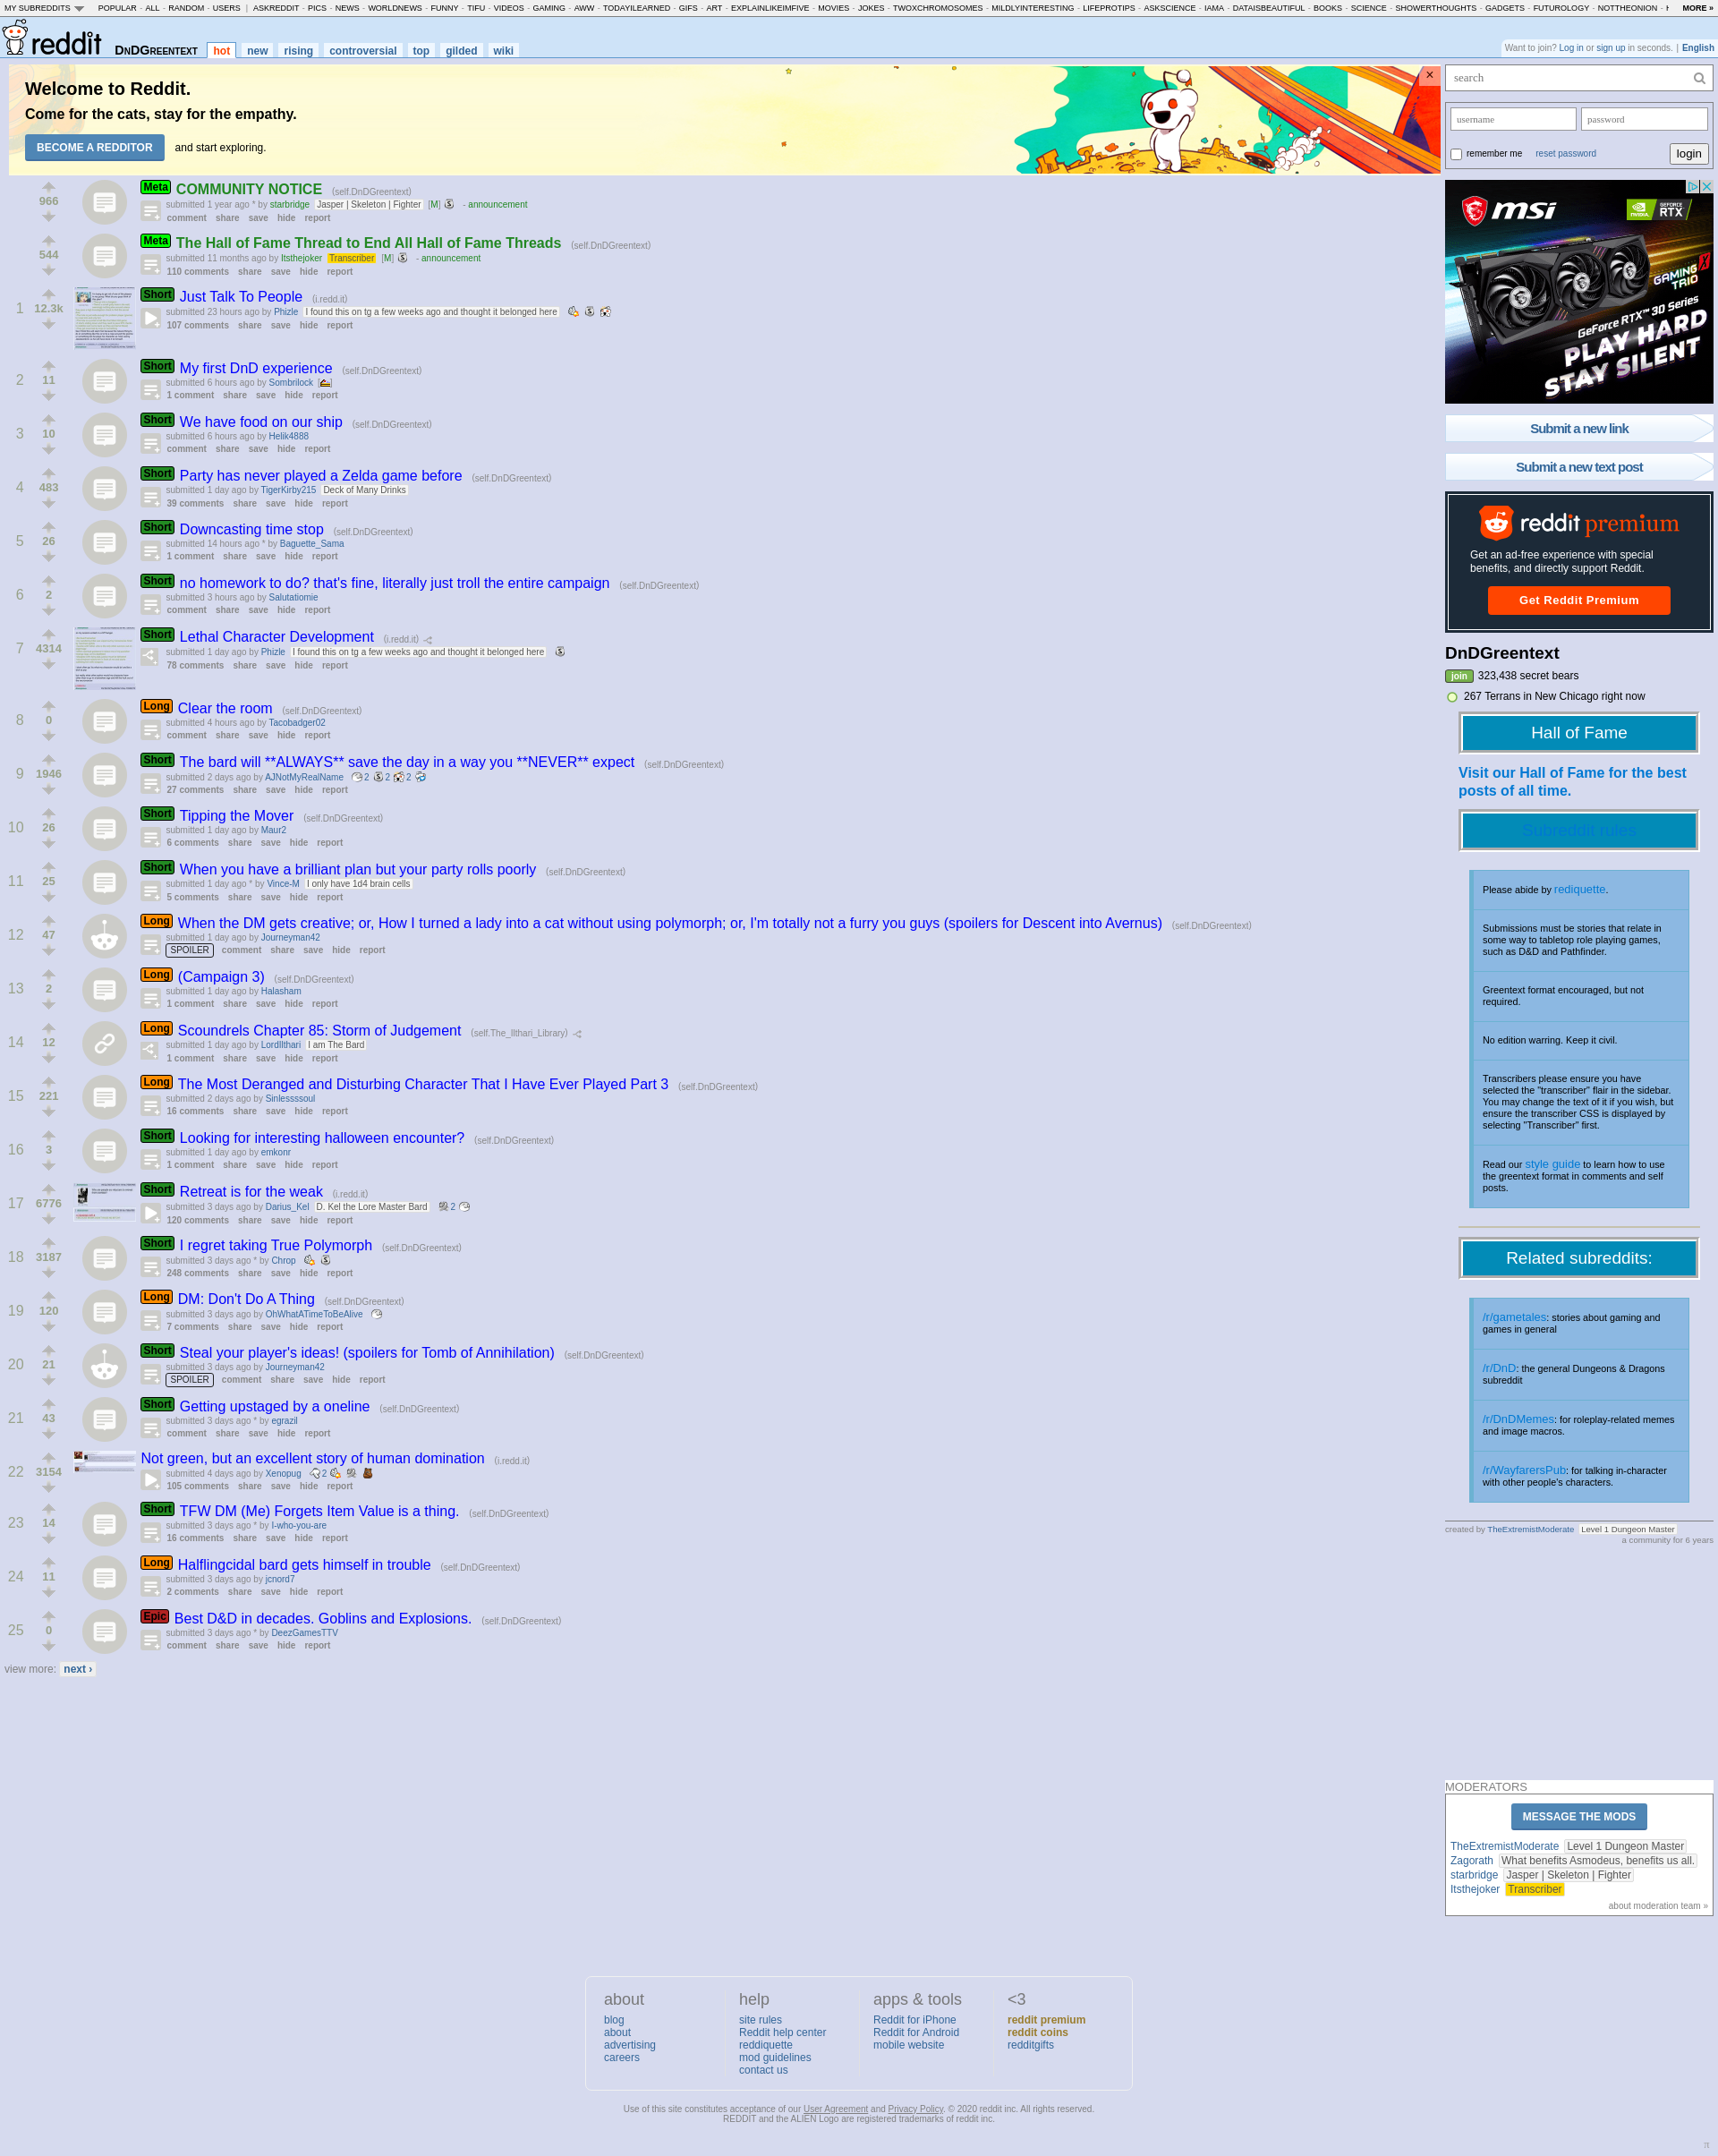 MY SUBREDDITS POPULAR - ALL - RANDOM - USERS | ASKREDDIT - PICS - NEWS - WORLDNEWS - FUNNY - TIFU - VIDEOS - GAMING - AWW - TODAYILEARNED - GIFS - ART - EXPLAINLIKEIMFIVE - MOVIES - JOKES - TWOXCHROMOSOMES - MILDLYINTERESTING - LIFEPROTIPS - ASKSCIENCE - IAMA - DATAISBEAUTIFUL - BOOKS - SCIENCE - SHOWERTHOUGHTS - GADGETS - FUTUROLOGY - NOTTHEONION - MORE »
reddit DNDGREENTEXT hot new rising controversial top gilded wiki
Want to join? Log in or sign up in seconds. | English
Welcome to Reddit.
Come for the cats, stay for the empathy.
BECOME A REDDITOR and start exploring.
×
966
Meta COMMUNITY NOTICE (self.DnDGreentext)
submitted 1 year ago * by starbridge Jasper | Skeleton | Fighter [M] - announcement
comment share save hide report
544
Meta The Hall of Fame Thread to End All Hall of Fame Threads (self.DnDGreentext)
submitted 11 months ago by Itsthejoker Transcriber [M] - announcement
110 comments share save hide report
1 12.3k
Short Just Talk To People (i.redd.it)
submitted 23 hours ago by Phizle I found this on tg a few weeks ago and thought it belonged here
107 comments share save hide report
2 11
Short My first DnD experience (self.DnDGreentext)
submitted 6 hours ago by Sombrilock
1 comment share save hide report
3 10
Short We have food on our ship (self.DnDGreentext)
submitted 6 hours ago by Helik4888
comment share save hide report
4 483
Short Party has never played a Zelda game before (self.DnDGreentext)
submitted 1 day ago by TigerKirby215 Deck of Many Drinks
39 comments share save hide report
5 26
Short Downcasting time stop (self.DnDGreentext)
submitted 14 hours ago * by Baguette_Sama
1 comment share save hide report
6 2
Short no homework to do? that's fine, literally just troll the entire campaign (self.DnDGreentext)
submitted 3 hours ago by Salutatiomie
comment share save hide report
7 4314
Short Lethal Character Development (i.redd.it)
submitted 1 day ago by Phizle I found this on tg a few weeks ago and thought it belonged here
78 comments share save hide report
8 0
Long Clear the room (self.DnDGreentext)
submitted 4 hours ago by Tacobadger02
comment share save hide report
9 1946
Short The bard will **ALWAYS** save the day in a way you **NEVER** expect (self.DnDGreentext)
submitted 2 days ago by AJNotMyRealName 2 2 2
27 comments share save hide report
10 26
Short Tipping the Mover (self.DnDGreentext)
submitted 1 day ago by Maur2
6 comments share save hide report
11 25
Short When you have a brilliant plan but your party rolls poorly (self.DnDGreentext)
submitted 1 day ago * by Vince-M I only have 1d4 brain cells
5 comments share save hide report
12 47
Long When the DM gets creative; or, How I turned a lady into a cat without using polymorph; or, I'm totally not a furry you guys (spoilers for Descent into Avernus) (self.DnDGreentext)
submitted 1 day ago by Journeyman42
SPOILER comment share save hide report
13 2
Long (Campaign 3) (self.DnDGreentext)
submitted 1 day ago by Halasham
1 comment share save hide report
14 12
Long Scoundrels Chapter 85: Storm of Judgement (self.The_Ilthari_Library)
submitted 1 day ago by LordIlthari I am The Bard
1 comment share save hide report
15 221
Long The Most Deranged and Disturbing Character That I Have Ever Played Part 3 (self.DnDGreentext)
submitted 2 days ago by Sinlessssoul
16 comments share save hide report
16 3
Short Looking for interesting halloween encounter? (self.DnDGreentext)
submitted 1 day ago by emkonr
1 comment share save hide report
17 6776
Short Retreat is for the weak (i.redd.it)
submitted 3 days ago by Darius_Kel D. Kel the Lore Master Bard 2
120 comments share save hide report
18 3187
Short I regret taking True Polymorph (self.DnDGreentext)
submitted 3 days ago * by Chrop
248 comments share save hide report
19 120
Long DM: Don't Do A Thing (self.DnDGreentext)
submitted 3 days ago by OhWhatATimeToBeAlive
7 comments share save hide report
20 21
Short Steal your player's ideas! (spoilers for Tomb of Annihilation) (self.DnDGreentext)
submitted 3 days ago by Journeyman42
SPOILER comment share save hide report
21 43
Short Getting upstaged by a oneline (self.DnDGreentext)
submitted 3 days ago * by egrazil
comment share save hide report
22 3154
Not green, but an excellent story of human domination (i.redd.it)
submitted 4 days ago by Xenopug 2
105 comments share save hide report
23 14
Short TFW DM (Me) Forgets Item Value is a thing. (self.DnDGreentext)
submitted 3 days ago * by I-who-you-are
16 comments share save hide report
24 11
Long Halflingcidal bard gets himself in trouble (self.DnDGreentext)
submitted 3 days ago by jcnord7
2 comments share save hide report
25 0
Epic Best D&D in decades. Goblins and Explosions. (self.DnDGreentext)
submitted 3 days ago * by DeezGamesTTV
comment share save hide report
view more: next ›
search
username password
remember me reset password login
msi
NVIDIA GEFORCE RTX
GAMING X
TRIO
GeForce RTX™ 30 Series
PLAY HARD
STAY SILENT
Submit a new link
Submit a new text post
reddit premium
Get an ad-free experience with special
benefits, and directly support Reddit.
Get Reddit Premium
DnDGreentext
join 323,438 secret bears
267 Terrans in New Chicago right now
Hall of Fame
Visit our Hall of Fame for the best
posts of all time.
Subreddit rules
Please abide by rediquette.
Submissions must be stories that relate in
some way to tabletop role playing games,
such as D&D and Pathfinder.
Greentext format encouraged, but not
required.
No edition warring. Keep it civil.
Transcribers please ensure you have
selected the "transcriber" flair in the sidebar.
You may change the text of it if you wish, but
ensure the transcriber CSS is displayed by
selecting "Transcriber" first.
Read our style guide to learn how to use
the greentext format in comments and self
posts.
Related subreddits:
/r/gametales: stories about gaming and
games in general
/r/DnD: the general Dungeons & Dragons
subreddit
/r/DnDMemes: for roleplay-related memes
and image macros.
/r/WayfarersPub: for talking in-character
with other people's characters.
created by TheExtremistModerate Level 1 Dungeon Master
a community for 6 years
MODERATORS
MESSAGE THE MODS
TheExtremistModerate Level 1 Dungeon Master
Zagorath What benefits Asmodeus, benefits us all.
starbridge Jasper | Skeleton | Fighter
Itsthejoker Transcriber
about moderation team »
about
blog
about
advertising
careers
help
site rules
Reddit help center
reddiquette
mod guidelines
contact us
apps & tools
Reddit for iPhone
Reddit for Android
mobile website
<3
reddit premium
reddit coins
redditgifts
Use of this site constitutes acceptance of our User Agreement and Privacy Policy. © 2020 reddit inc. All rights reserved.
REDDIT and the ALIEN Logo are registered trademarks of reddit inc.
π